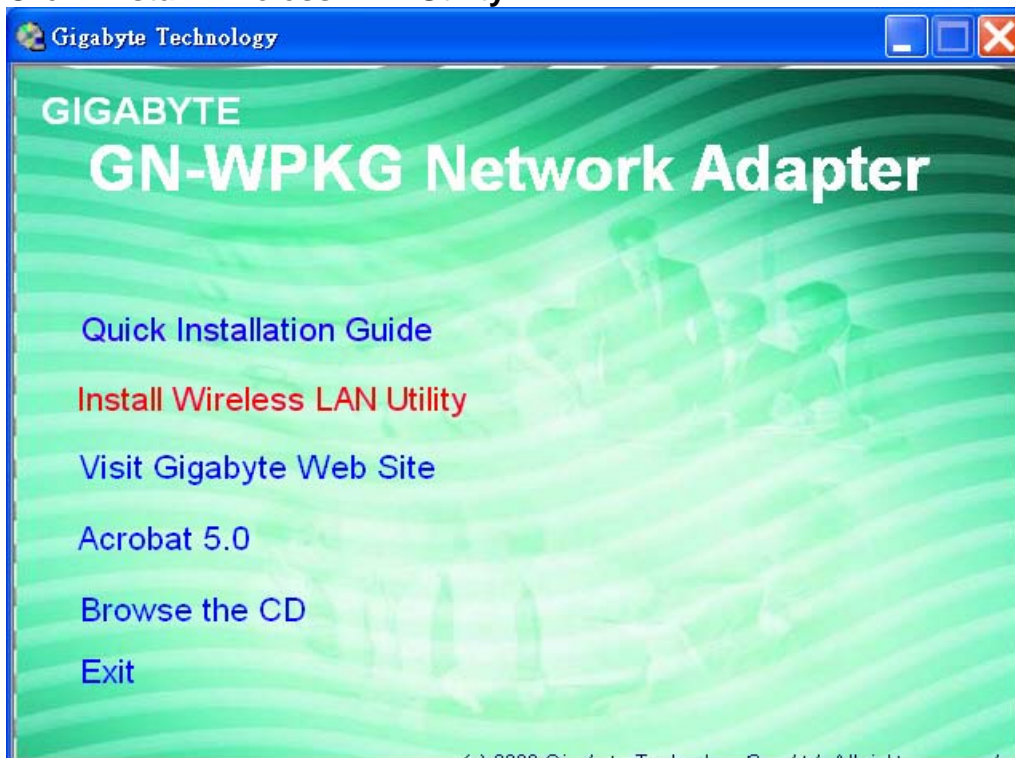 Gigabyte Technology
GIGABYTE
GN-WPKG Network Adapter
Quick Installation Guide
Install Wireless LAN Utility
Visit Gigabyte Web Site
Acrobat 5.0
Browse the CD
Exit